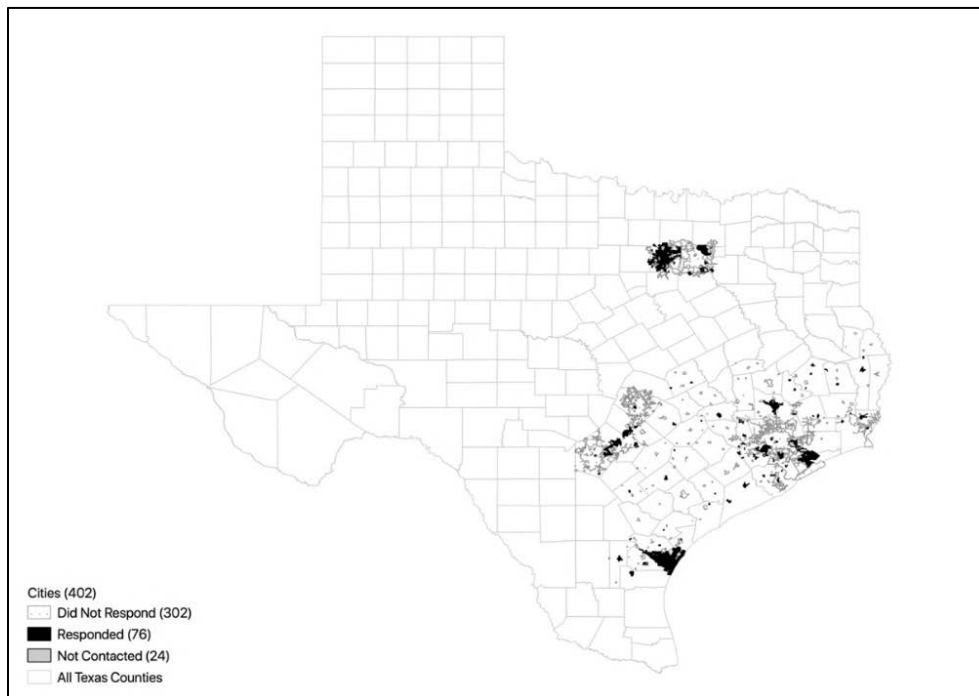 Cities (402)
Did Not Respond (302)
Responded (76)
Not Contacted (24)
All Texas Counties